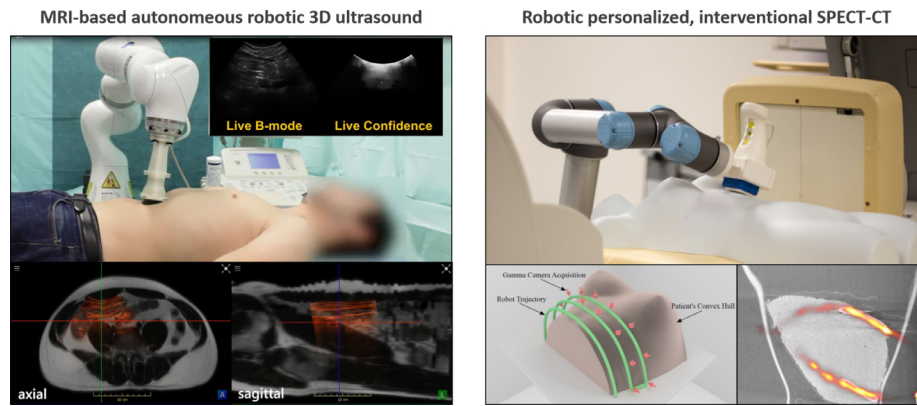 MRI-based autonomeous robotic 3D ultrasound
Live B-mode
Live Confidence
axial
A
sagittal
L
Robotic personalized, interventional SPECT-CT
Gamma Camera Acquisition
Robot Trajectory
Patient's Convex Hull